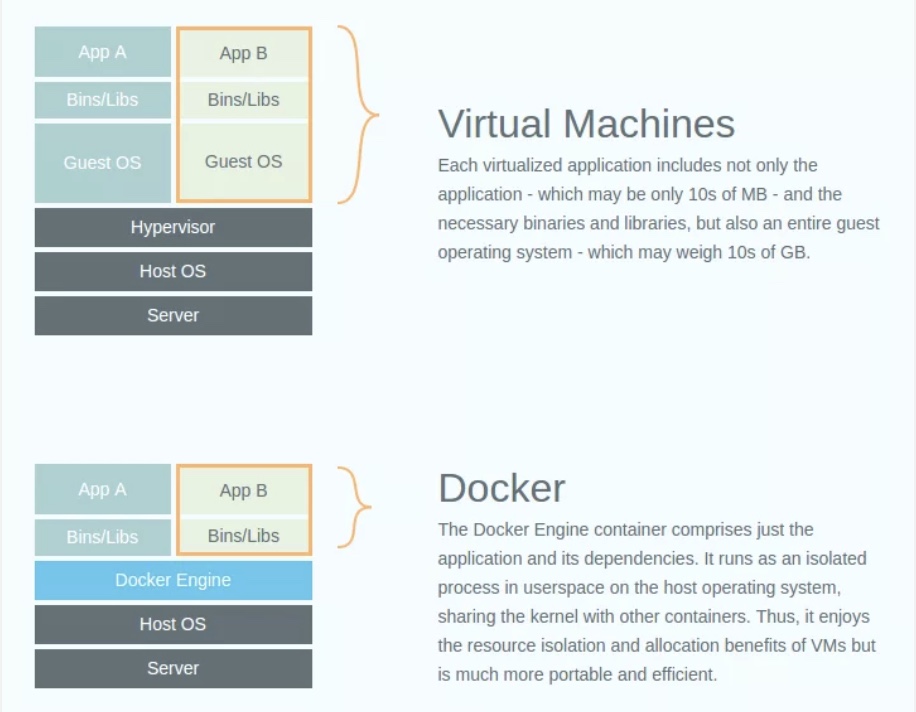 App A
App B
Bins/Libs
Bins/Libs
Guest OS
Guest OS
Hypervisor
Host OS
Server
Virtual Machines
Each virtualized application includes not only the
application - which may be only 10s of MB - and the
necessary binaries and libraries, but also an entire guest
operating system - which may weigh 10s of GB.
App A
App B
Bins/Libs
Bins/Libs
Docker Engine
Host OS
Server
Docker
The Docker Engine container comprises just the
application and its dependencies. It runs as an isolated
process in userspace on the host operating system,
sharing the kernel with other containers. Thus, it enjoys
the resource isolation and allocation benefits of VMs but
is much more portable and efficient.